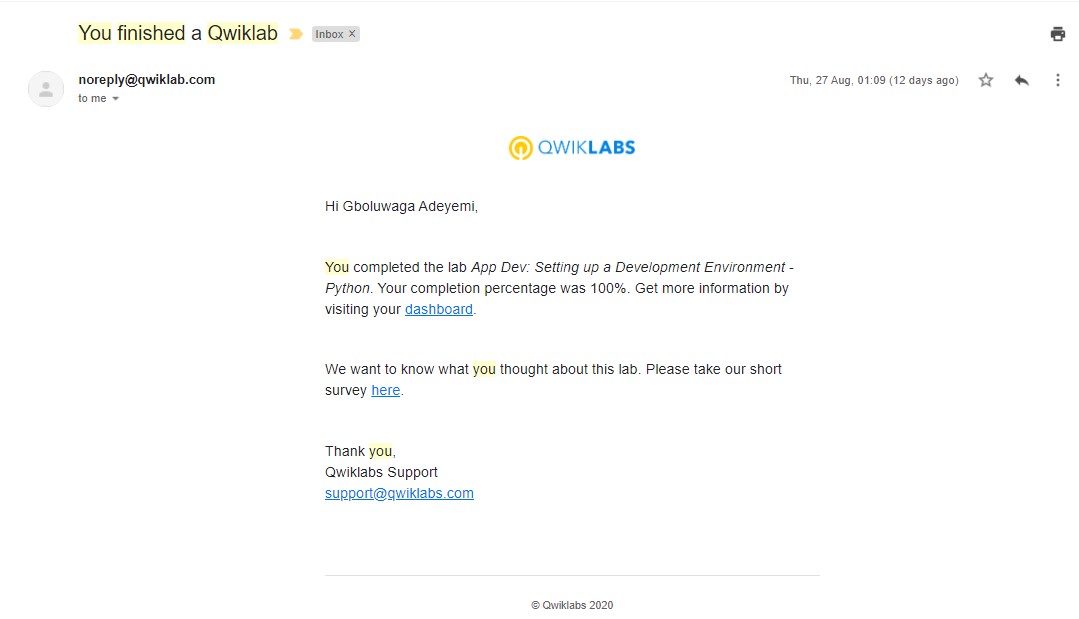 You finished a Qwiklab Inbox x
noreply@qwiklab.com Thu, 27 Aug, 01:09 (12 days ago)
to me
QWIKLABS
Hi Gboluwaga Adeyemi,
You completed the lab App Dev: Setting up a Development Environment -
Python. Your completion percentage was 100%. Get more information by
visiting your dashboard.
We want to know what you thought about this lab. Please take our short
survey here.
Thank you,
Qwiklabs Support
support@qwiklabs.com
© Qwiklabs 2020